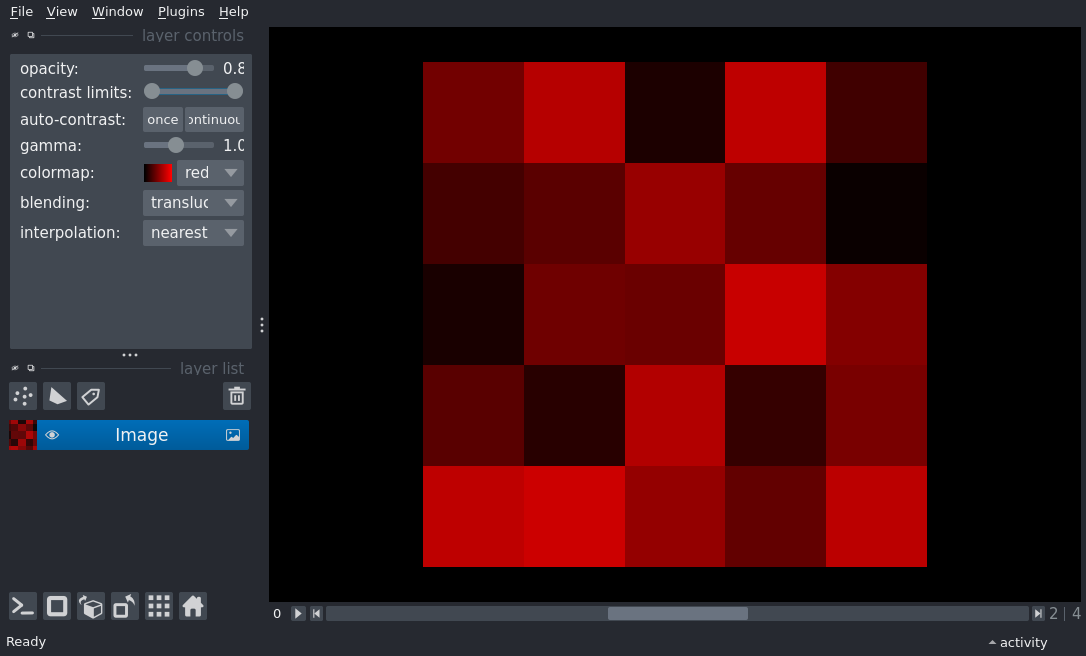 File View Window Plugins Help
layer controls
opacity: 0.8
contrast limits:
auto-contrast: once ontinuou
gamma: 1.0
colormap: red
blending: transluc
interpolation: nearest
layer list
Image
0 2 | 4
Ready
activity